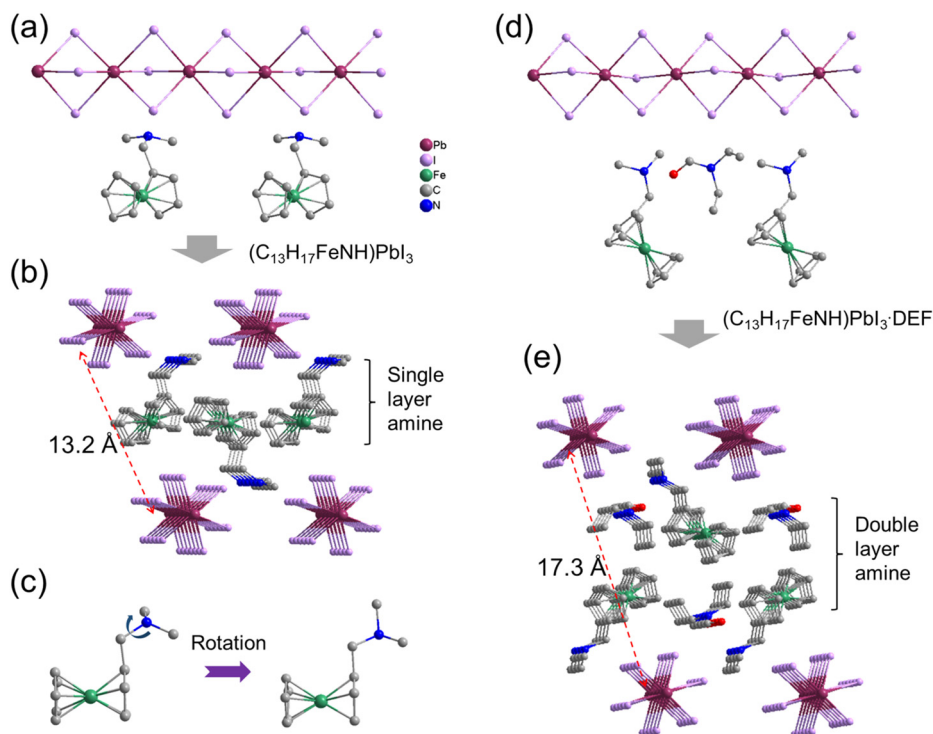 (a)
Pb
I
Fe
C
N
(C₁₃H₁₇FeNH)PbI₃
(b)
Single
layer
amine
13.2 Å
(c)
Rotation
(d)
(C₁₃H₁₇FeNH)PbI₃·DEF
(e)
Double
layer
amine
17.3 Å